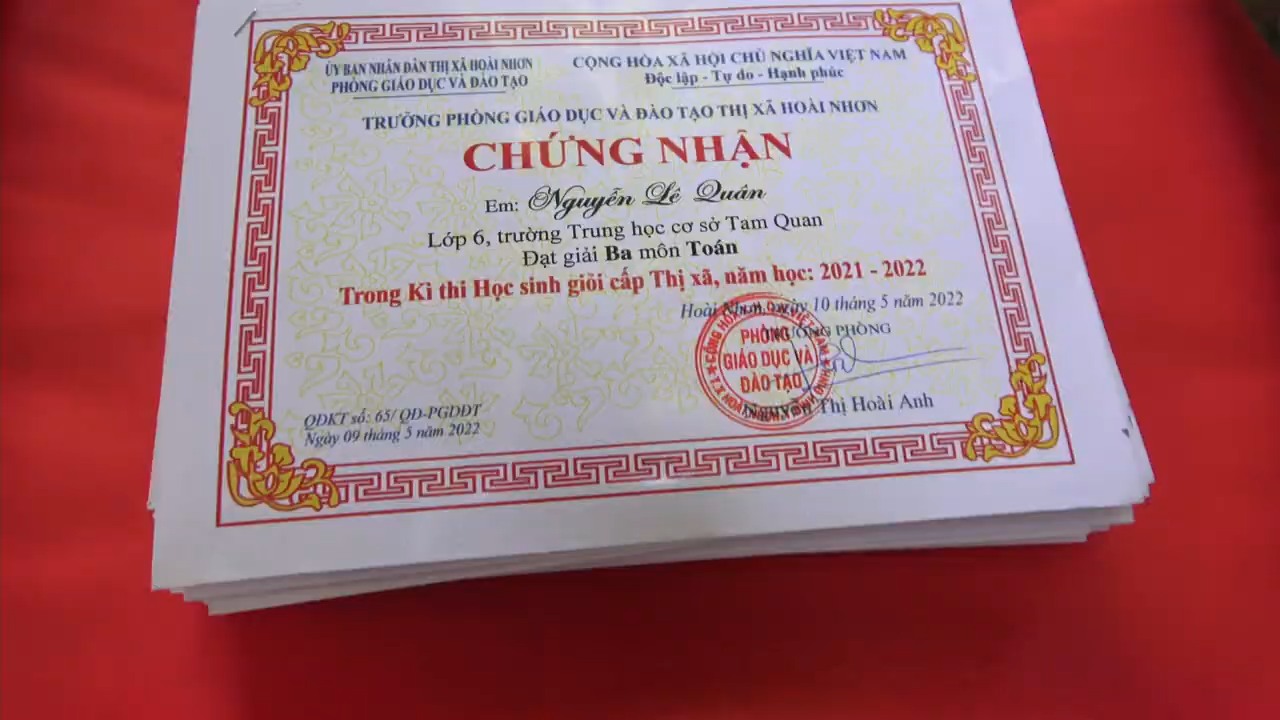 ỦY BAN NHÂN DÂN THỊ XÃ HOÀI NHƠN
PHÒNG GIÁO DỤC VÀ ĐÀO TẠO
CỘNG HÒA XÃ HỘI CHỦ NGHĨA VIỆT NAM
Độc lập - Tự do - Hạnh phúc
TRƯỞNG PHÒNG GIÁO DỤC VÀ ĐÀO TẠO THỊ XÃ HOÀI NHƠN
CHỨNG NHẬN
Em: Nguyễn Lê Quân
Lớp 6, trường Trung học cơ sở Tam Quan
Đạt giải Ba môn Toán
Trong Kì thi Học sinh giỏi cấp Thị xã, năm học: 2021 - 2022
Hoài Nhơn, ngày 10 tháng 5 năm 2022
TRƯỞNG PHÒNG
PHÒNG
GIÁO DỤC VÀ
ĐÀO TẠO
Nguyễn Thị Hoài Anh
QĐKT số: 65/ QĐ-PGDĐT
Ngày 09 tháng 5 năm 2022